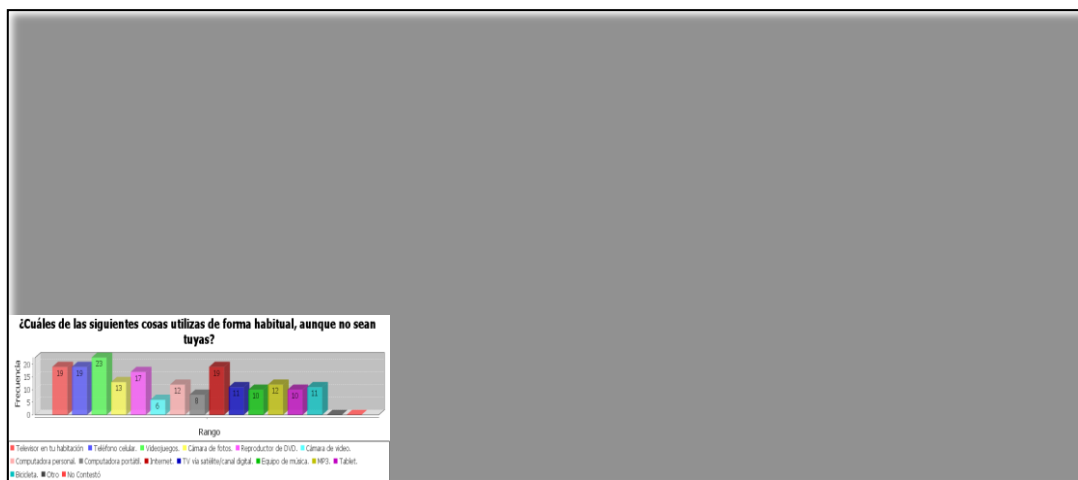 ¿Cuáles de las siguientes cosas utilizas de forma habitual, aunque no sean
tuyas?
Frecuencia
20
15
10
5
0
19
19
23
13
17
6
12
8
19
11
10
12
10
11
Rango
Televisor en tu habitación. Teléfono celular. Videojuegos. Cámara de fotos. Reproductor de DVD. Cámara de video.
Computadora personal. Computadora portátil. Internet. TV vía satélite/canal digital. Equipo de música. MP3. Tablet.
Bicicleta. Otro No Contestó